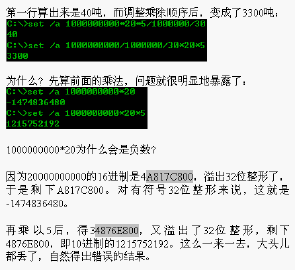 第一行算出来是40吨，而调整乘除顺序后，变成了3300吨：
C:\>set /a 1000000000*20*5/1000000/30
40
C:\>set /a 1000000000/1000000/30*20*5
3300
为什么？先算前面的乘法，问题就很明显地暴露了：
C:\>set /a 1000000000*20
-1474836480
C:\>set /a 1000000000*20*5
1215752192
1000000000*20为什么会是负数？
因为20000000000的16进制是4A817C800，溢出32位整形了，
于是剩下A817C800。对有符号32位整形来说，这就是
-1474836480。
再乘以5后，得34876E800，又溢出了32位整形，剩下
4876E800，即10进制的1215752192。这么一来一去，大头儿
都丢了，自然得出错误的结果。